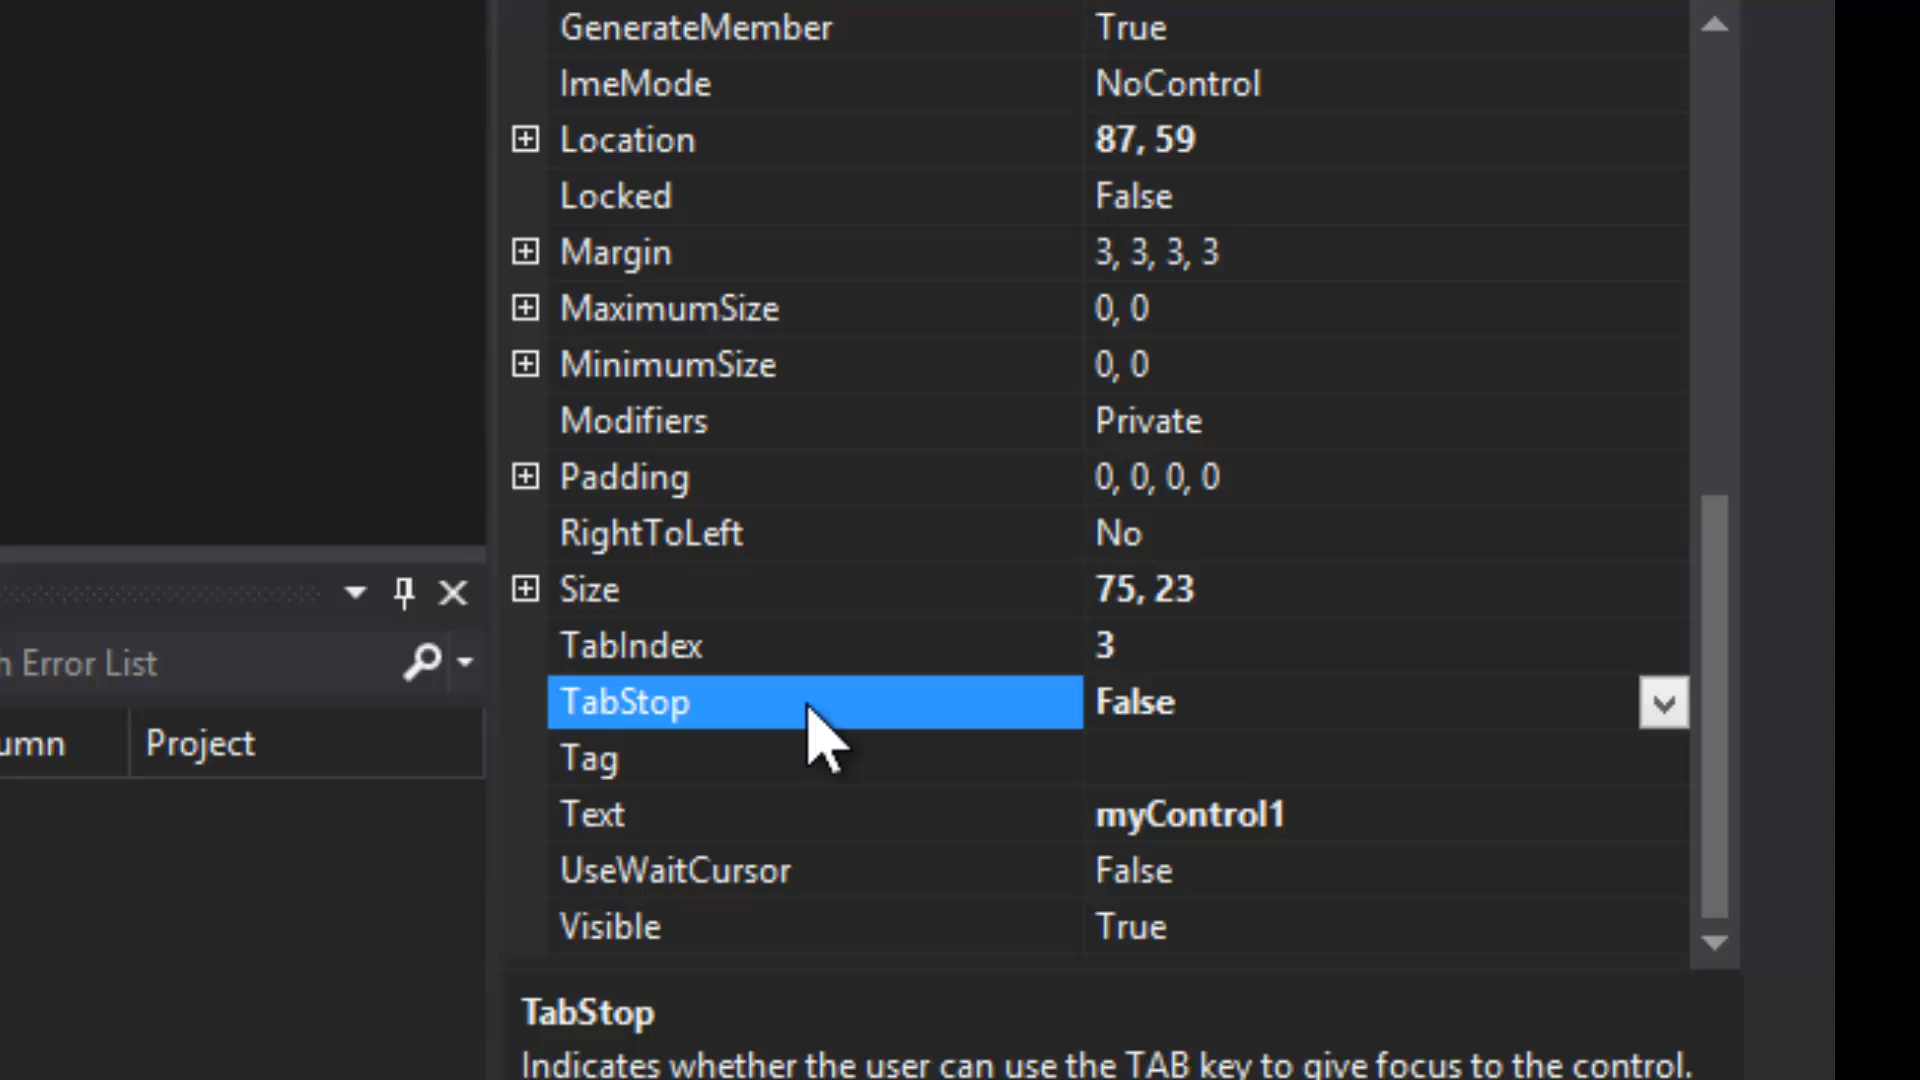 GenerateMember True
ImeMode NoControl
Location 87, 59
Locked False
Margin 3, 3, 3, 3
MaximumSize 0, 0
MinimumSize 0, 0
Modifiers Private
Padding 0, 0, 0, 0
RightToLeft No
Size 75, 23
TabIndex 3
TabStop False
Tag
Text myControl1
UseWaitCursor False
Visible True
TabStop
Indicates whether the user can use the TAB key to give focus to the control.
h Error List
umn Project